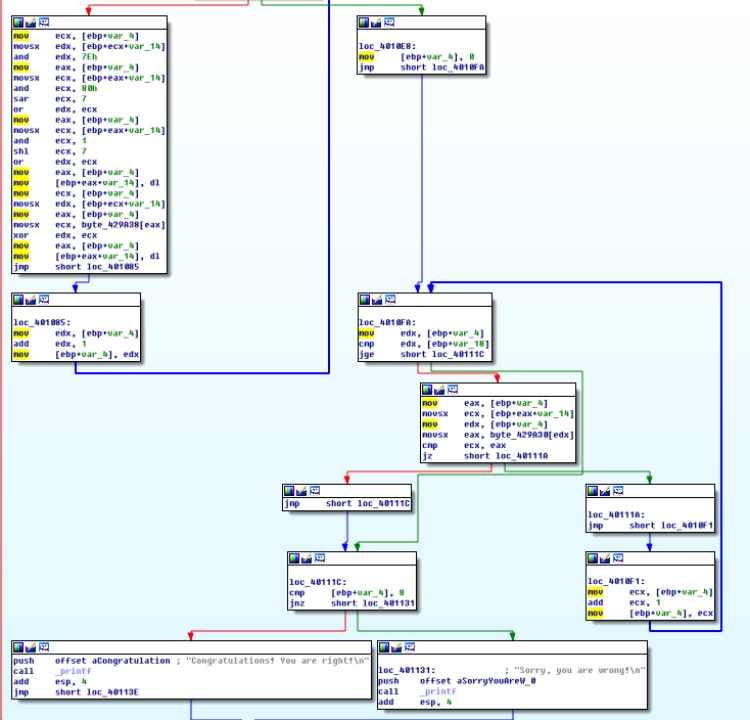 mov ecx, [ebp+var_4]
movsx edx, [ebp+ecx+var_14]
and edx, 7Eh
mov eax, [ebp+var_4]
movsx ecx, [ebp+eax+var_14]
and ecx, 80h
sar ecx, 7
or edx, ecx
mov eax, [ebp+var_4]
movsx ecx, [ebp+eax+var_14]
and ecx, 1
shl ecx, 7
or edx, ecx
mov eax, [ebp+var_4]
mov [ebp+eax+var_14], dl
mov ecx, [ebp+var_4]
movsx edx, [ebp+ecx+var_14]
mov eax, [ebp+var_4]
movsx ecx, byte_429A38[eax]
xor edx, ecx
mov eax, [ebp+var_4]
mov [ebp+eax+var_14], dl
jmp short loc_401085
loc_4010E8:
mov [ebp+var_4], 0
jmp short loc_4010FA
loc_401085:
mov edx, [ebp+var_4]
add edx, 1
mov [ebp+var_4], edx
loc_4010FA:
mov edx, [ebp+var_4]
cmp edx, [ebp+var_18]
jge short loc_40111C
mov eax, [ebp+var_4]
movsx ecx, [ebp+eax+var_14]
mov edx, [ebp+var_4]
movsx eax, byte_429A30[edx]
cmp ecx, eax
jz short loc_40111A
jmp short loc_40111C
loc_40111A:
jmp short loc_4010F1
loc_40111C:
cmp [ebp+var_4], 8
jnz short loc_401131
loc_4010F1:
mov ecx, [ebp+var_4]
add ecx, 1
mov [ebp+var_4], ecx
push offset aCongratulation ; "Congratulations! You are right!\n"
call _printf
add esp, 4
jmp short loc_40113E
loc_401131: ; "Sorry, you are wrong!\n"
push offset aSorryYouAreW_0
call _printf
add esp, 4